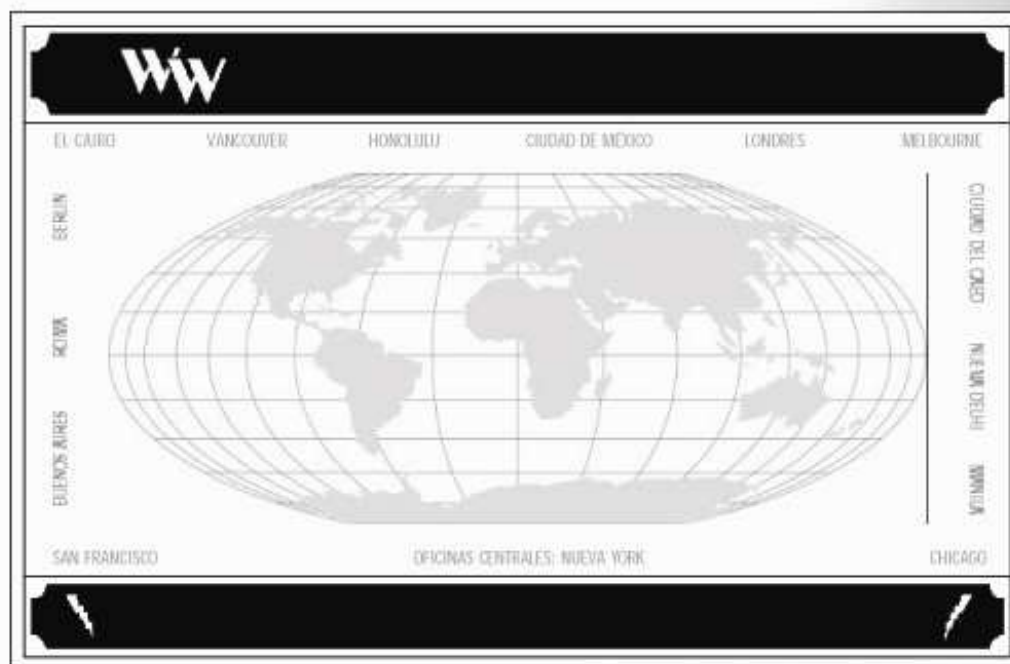 WW
EL CAIRO VANCOUVER HONOLULU CIUDAD DE MÉXICO LONDRES MELBOURNE
BERLIN
ROMA
BUENOS AIRES
CIUDAD DEL CABO
NUEVA DELHI
MANILA
SAN FRANCISCO OFICINAS CENTRALES: NUEVA YORK CHICAGO